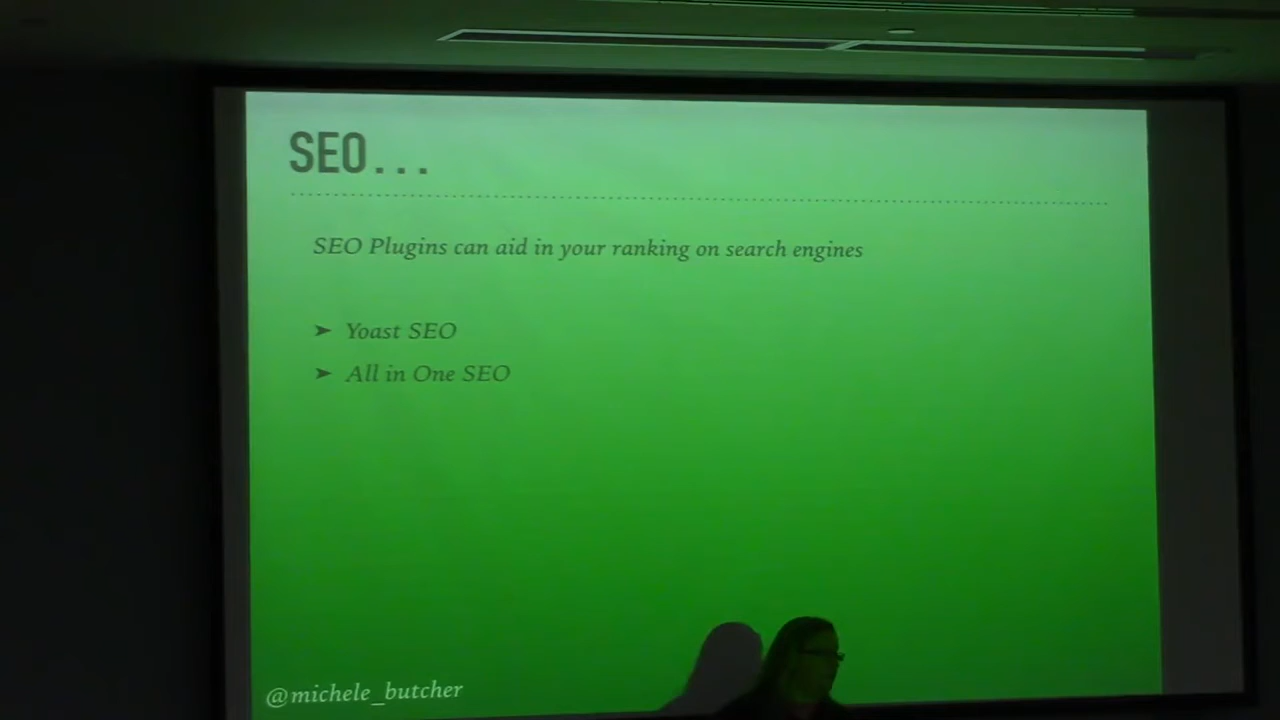 SEO...
SEO Plugins can aid in your ranking on search engines
➤ Yoast SEO
➤ All in One SEO
@michele_butcher